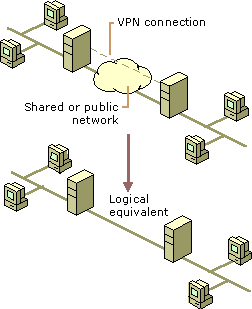 VPN connection
Shared or public
network
Logical
equivalent